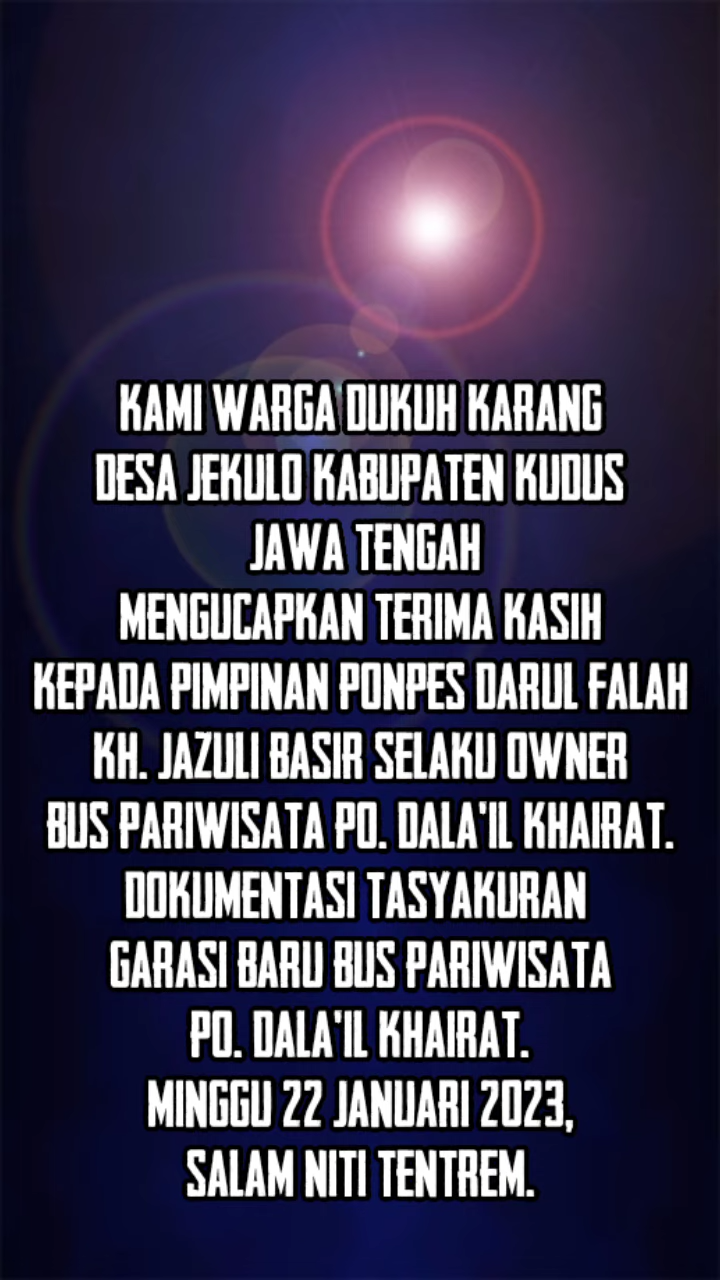 KAMI WARGA DUKUH KARANG
DESA JEKULO KABUPATEN KUDUS
JAWA TENGAH
MENGUCAPKAN TERIMA KASIH
KEPADA PIMPINAN PONPES DARUL FALAH
KH. JAZULI BASIR SELAKU OWNER
BUS PARIWISATA PO. DALA'IL KHAIRAT.
DOKUMENTASI TASYAKURAN
GARASI BARU BUS PARIWISATA
PO. DALA'IL KHAIRAT.
MINGGU 22 JANUARI 2023,
SALAM NITI TENTREM.